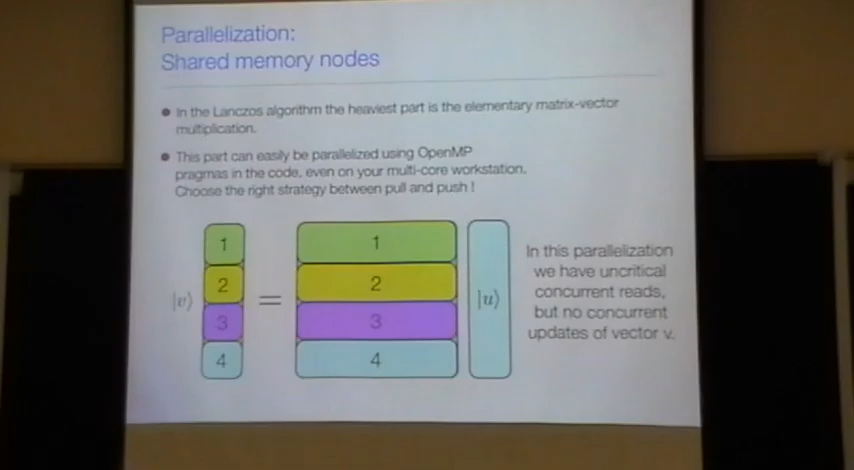 Parallelization:
Shared memory nodes
● In the Lanczos algorithm the heaviest part is the elementary matrix-vector
multiplication.
● This part can easily be parallelized using OpenMP
pragmas in the code, even on your multi-core workstation.
Choose the right strategy between pull and push !
1
2
3
4
|v⟩
=
1
2
3
4
|u⟩
In this parallelization
we have uncritical
concurrent reads,
but no concurrent
updates of vector v.